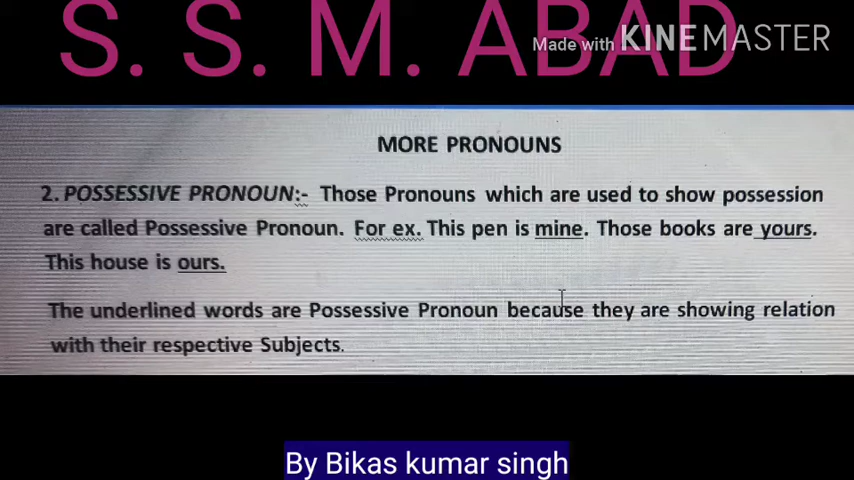 S. S. M. ABAD
Made with KINEMASTER
MORE PRONOUNS
2. POSSESSIVE PRONOUN:- Those Pronouns which are used to show possession
are called Possessive Pronoun. For ex. This pen is mine. Those books are yours.
This house is ours.
The underlined words are Possessive Pronoun because they are showing relation
with their respective Subjects.
By Bikas kumar singh